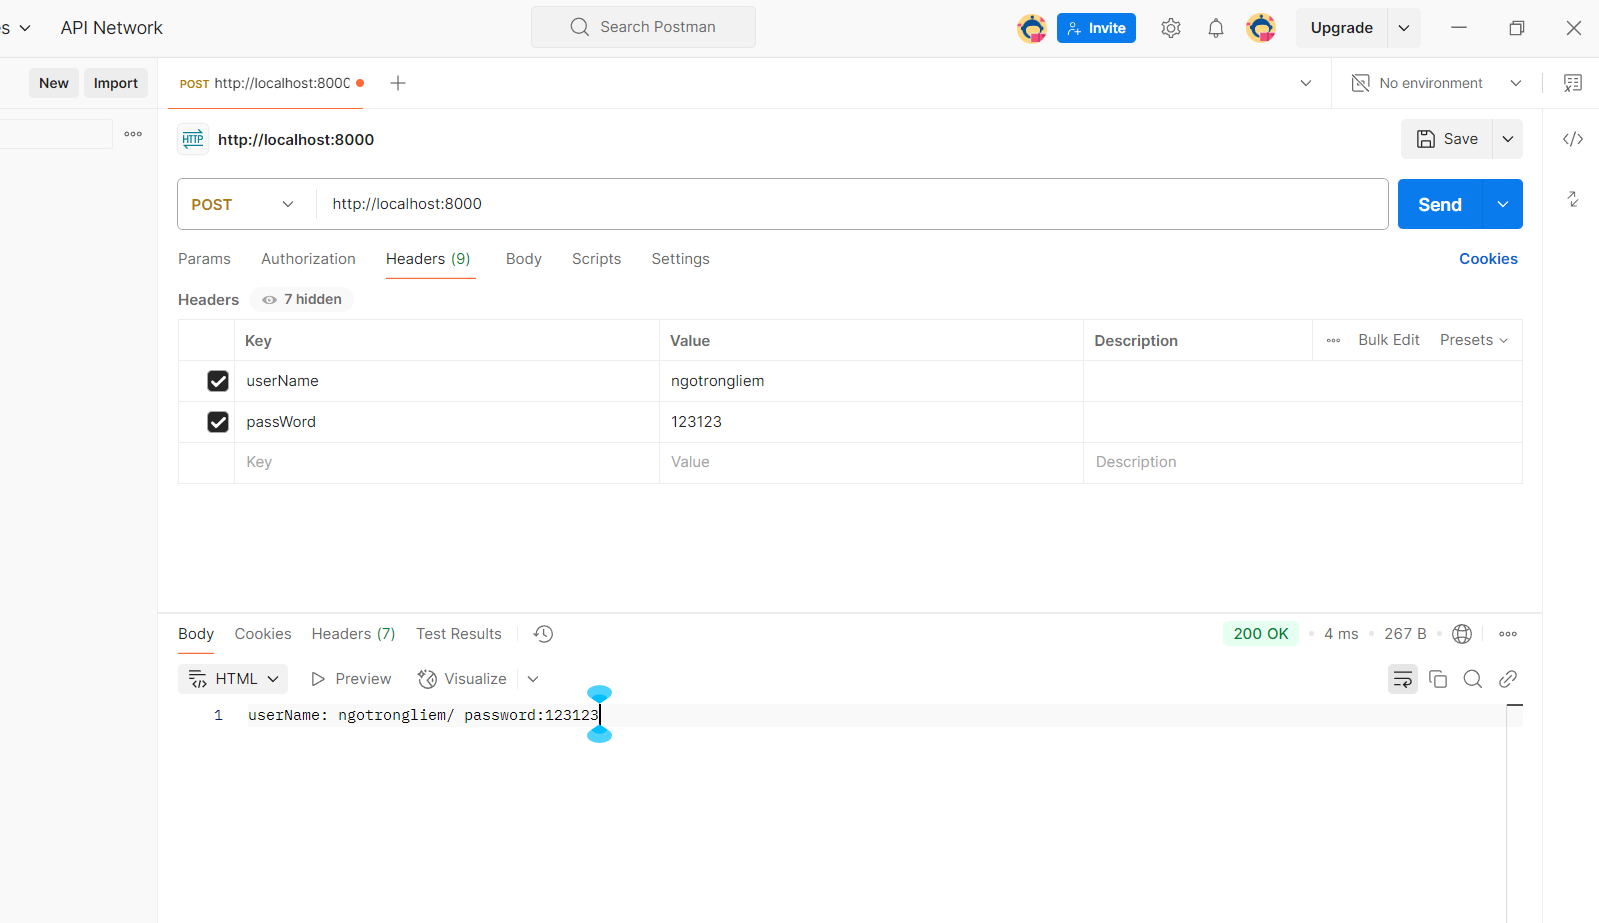 s API Network Search Postman Invite Upgrade
New Import POST http://localhost:8000 No environment
HTTP http://localhost:8000 Save
POST http://localhost:8000 Send
Params Authorization Headers (9) Body Scripts Settings Cookies
Headers 7 hidden
Key Value Description Bulk Edit Presets
userName ngotrongliem
passWord 123123
Key Value Description
Body Cookies Headers (7) Test Results 200 OK • 4 ms • 267 B •
HTML Preview Visualize
1 userName: ngotrongliem/ password:123123